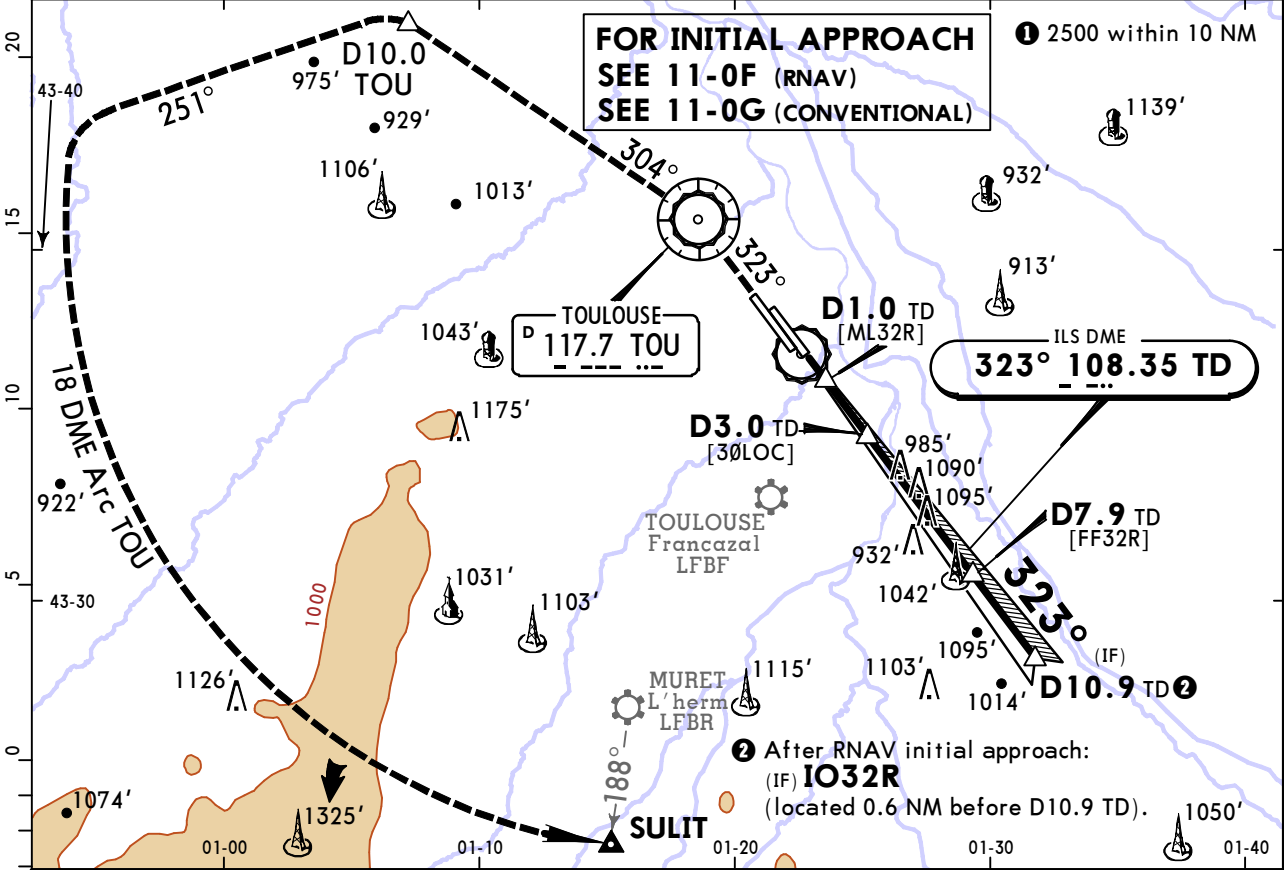 FOR INITIAL APPROACH
SEE 11-0F (RNAV)
SEE 11-0G (CONVENTIONAL)
❶ 2500 within 10 NM
20
15
10
5
0
43-40
43-30
D10.0
TOU
975'
251°
929'
1106'
1013'
304°
1139'
932'
913'
323°
TOULOUSE
D 117.7 TOU
1043'
D1.0 TD
[ML32R]
ILS DME
323° 108.35 TD
18 DME Arc TOU
1175'
D3.0 TD
[3Ø LOC]
985'
1090'
1095'
922'
TOULOUSE
Francazal
LFBF
932'
1042'
D7.9 TD
[FF32R]
323°
1000
1031'
1103'
1095'
(IF)
1126'
MURET
L'herm
LFBR
1115'
1103'
1014'
D10.9 TD ❷
188°
❷ After RNAV initial approach:
(IF) IO32R
(located 0.6 NM before D10.9 TD).
1074'
1325'
SULIT
1050'
01-00
01-10
01-20
01-30
01-40